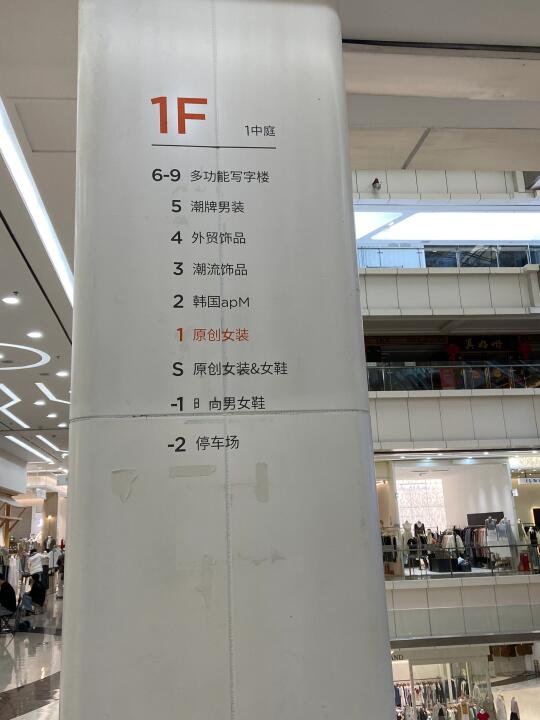 1F
1中庭
6-9 多功能写字楼
5 潮牌男装
4 外贸饰品
3 潮流饰品
2 韩国apM
1 原创女装
S 原创女装&女鞋
-1 时尚男女鞋
-2 停车场